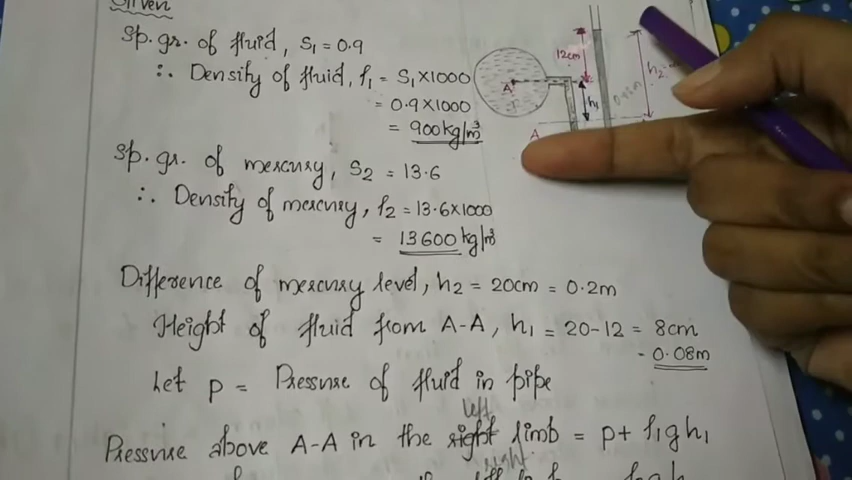 Given
Sp. gr. of fluid, S₁ = 0.9
∴ Density of fluid, ρ₁ = S₁×1000
= 0.9×1000
= 900 kg/m³
Sp. gr. of mercury, S₂ = 13.6
∴ Density of mercury, ρ₂ = 13.6×1000
= 13600 kg/m³
Difference of mercury level, h₂ = 20cm = 0.2m
Height of fluid from A-A, h₁ = 20-12 = 8cm
= 0.08m
Let P = Pressure of fluid in pipe
left
Pressure above A-A in the right limb = P + ρ₁gh₁
right
12cm
A
h₁
h₂
A